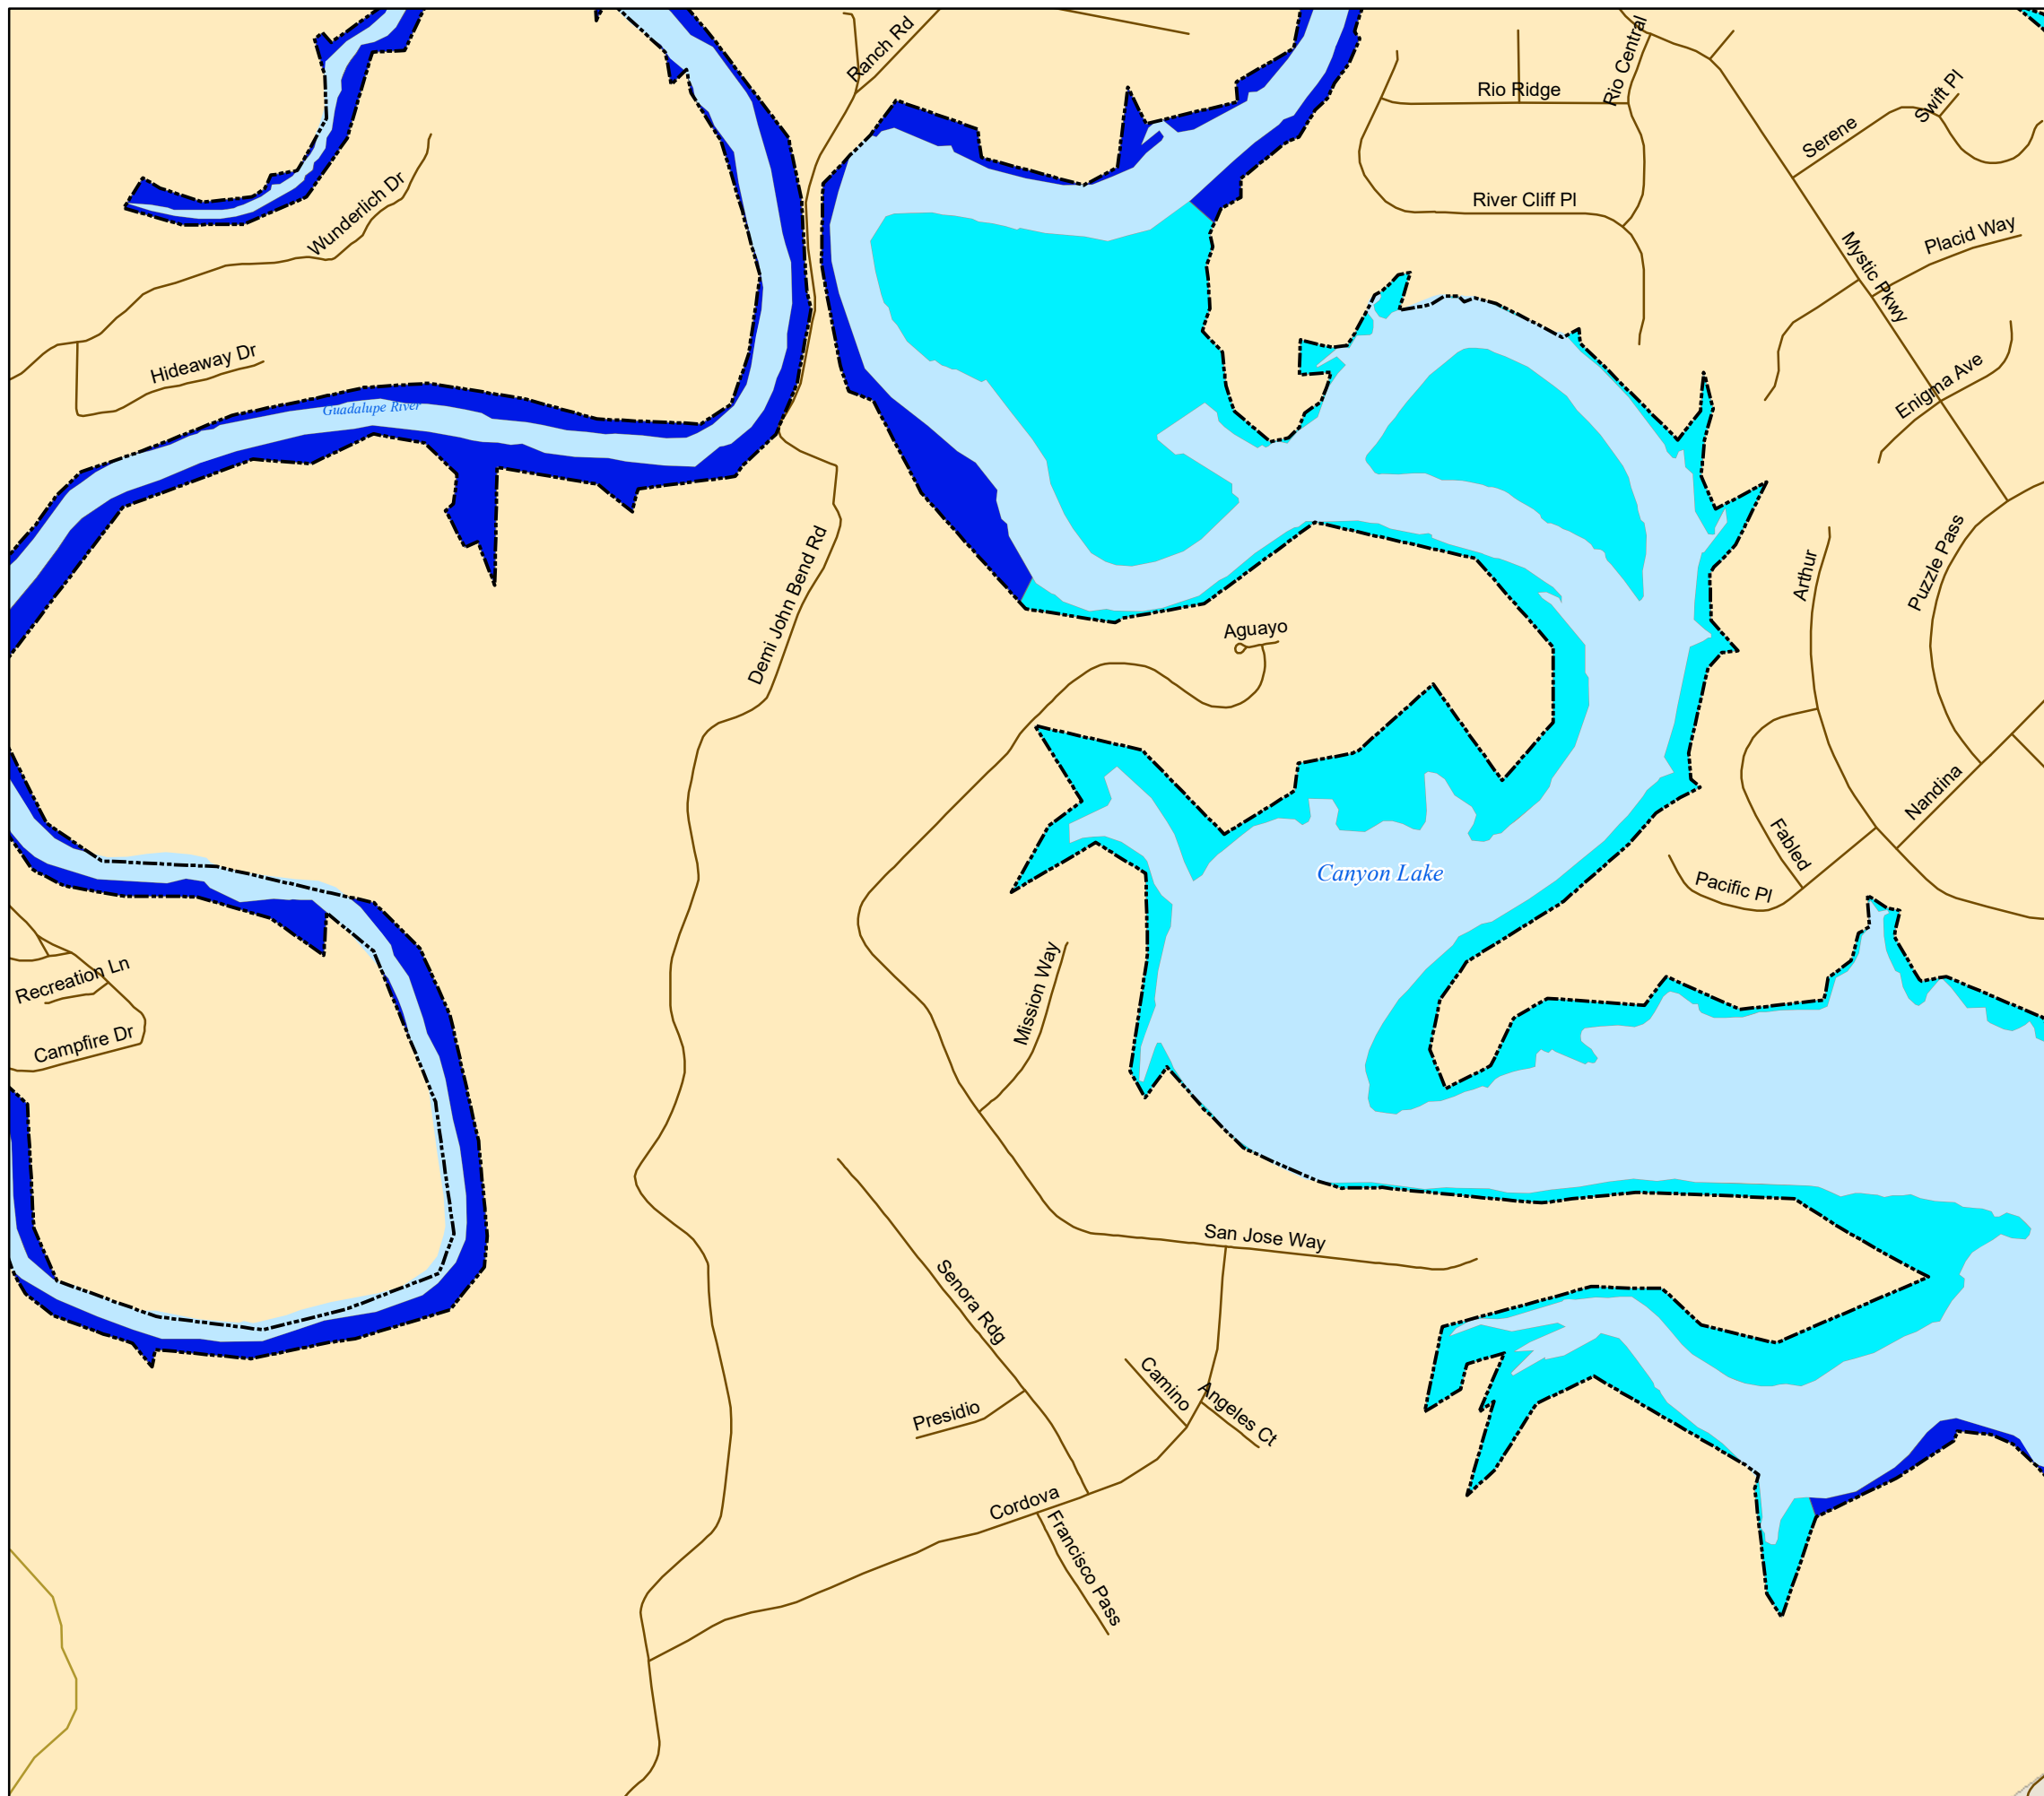 Ranch Rd
Rio Central
Rio Ridge
Swift Pl
Serene
Wunderlich Dr
River Cliff Pl
Placid Way
Mystic Pkwy
Hideaway Dr
Enigma Ave
Guadalupe River
Demi John Bend Rd
Arthur
Puzzle Pass
Aguayo
Nandina
Fabled
Canyon Lake
Pacific Pl
Recreation Ln
Mission Way
Campfire Dr
San Jose Way
Senora Rdg
Camino
Angeles Ct
Presidio
Cordova
Francisco Pass